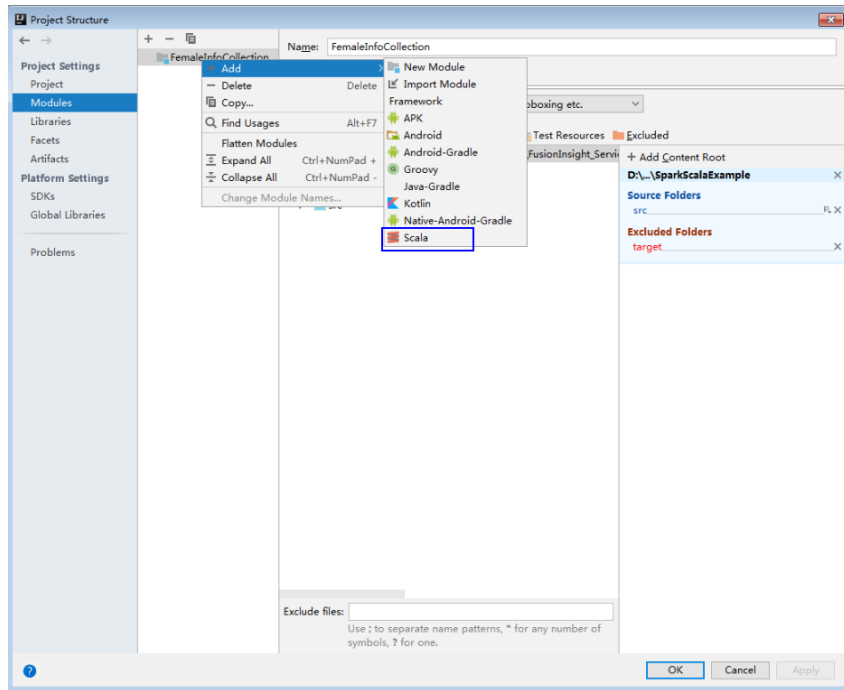 Project Structure
Project Settings
Project
Modules
Libraries
Facets
Artifacts
Platform Settings
SDKs
Global Libraries
Problems
FemaleInfoCollection
Add
Delete Delete
Copy...
Find Usages Alt+F7
Flatten Modules
Expand All Ctrl+NumPad +
Collapse All Ctrl+NumPad -
Change Module Names...
New Module
Import Module
Framework
APK
Android
Android-Gradle
Groovy
Java-Gradle
Kotlin
Native-Android-Gradle
Scala
Name: FemaleInfoCollection
etc.
Test Resources Excluded
src
+ Add Content Root
D:\...\SparkScalaExample
Source Folders
src
Excluded Folders
target
Exclude files:
Use ; to separate name patterns, * for any number of
symbols, ? for one.
? OK Cancel Apply